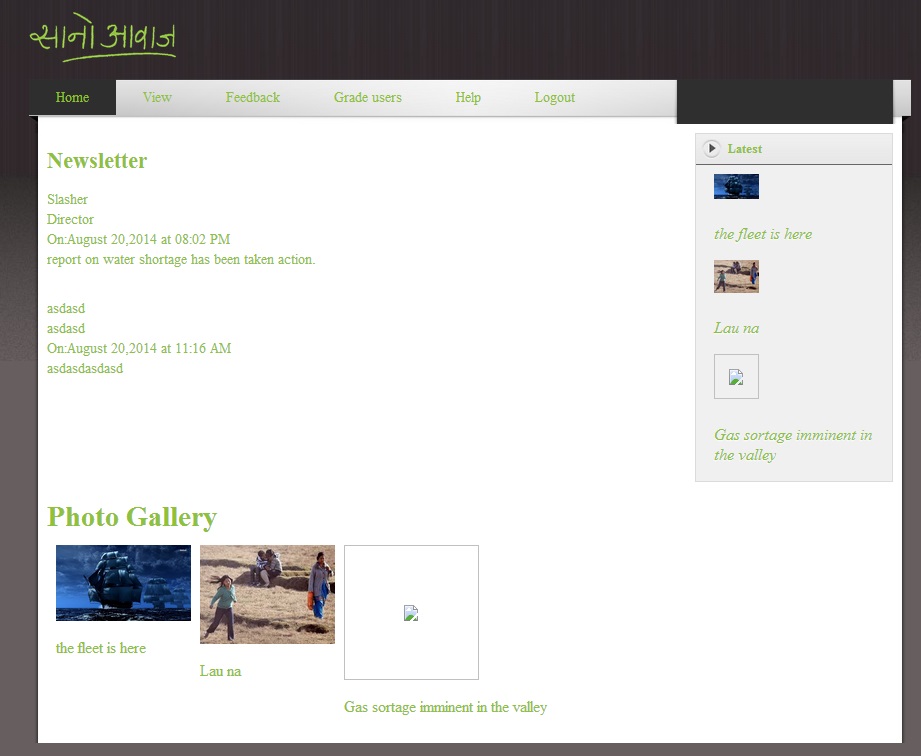 सानो आवाज
Home View Feedback Grade users Help Logout
Newsletter
Slasher
Director
On:August 20,2014 at 08:02 PM
report on water shortage has been taken action.
asdasd
asdasd
On:August 20,2014 at 11:16 AM
asdasdasdasd
Latest
the fleet is here
Lau na
Gas sortage imminent in
the valley
Photo Gallery
the fleet is here
Lau na
Gas sortage imminent in the valley